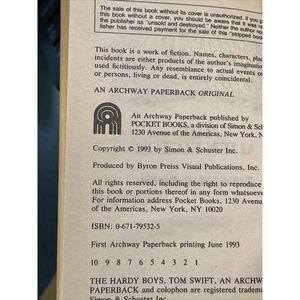 The sale of this book without its cover is unauthorized. If you p
this book without a cover, you should be aware that it was rep
the publisher as "unsold and destroyed." Neither the author no
lisher has received payment for the sale of this "stripped book
This book is a work of fiction. Names, characters, plac
incidents are either products of the author's imaginatio
used fictitiously. Any resemblance to actual events or
or persons, living or dead, is entirely coincidental.
AN ARCHWAY PAPERBACK ORIGINAL
An Archway Paperback published by
POCKET BOOKS, a division of Simon & Sch
1230 Avenue of the Americas, New York, NY
Copyright © 1993 by Simon & Schuster Inc.
Produced by Byron Preiss Visual Publications, Inc.
All rights reserved, including the right to reproduce
this book or portions thereof in any form whatsoever
For information address Pocket Books, 1230 Avenue
of the Americas, New York, NY 10020
ISBN: 0-671-79532-5
First Archway Paperback printing June 1993
10 9 8 7 6 5 4 3 2 1
THE HARDY BOYS, TOM SWIFT, AN ARCHW
PAPERBACK and colophon are registered tradema
Simon & Schuster Inc.